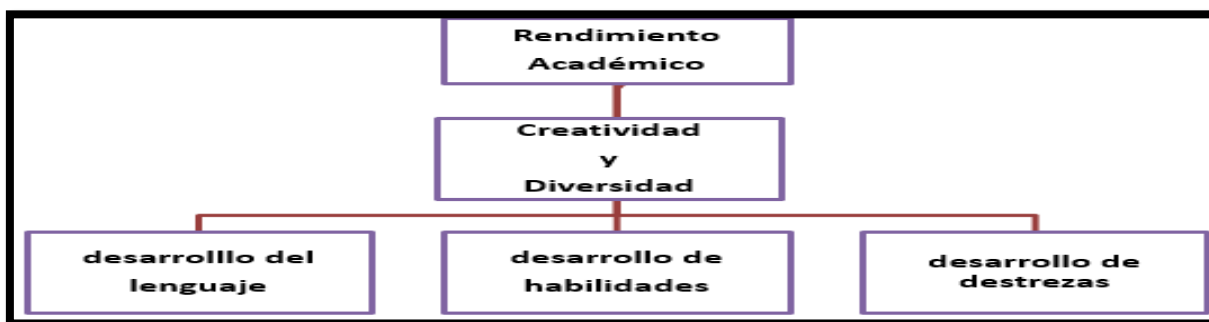 Rendimiento
Académico
Creatividad
y
Diversidad
desarrolllo del
lenguaje
desarrollo de
habilidades
desarrollo de
destrezas